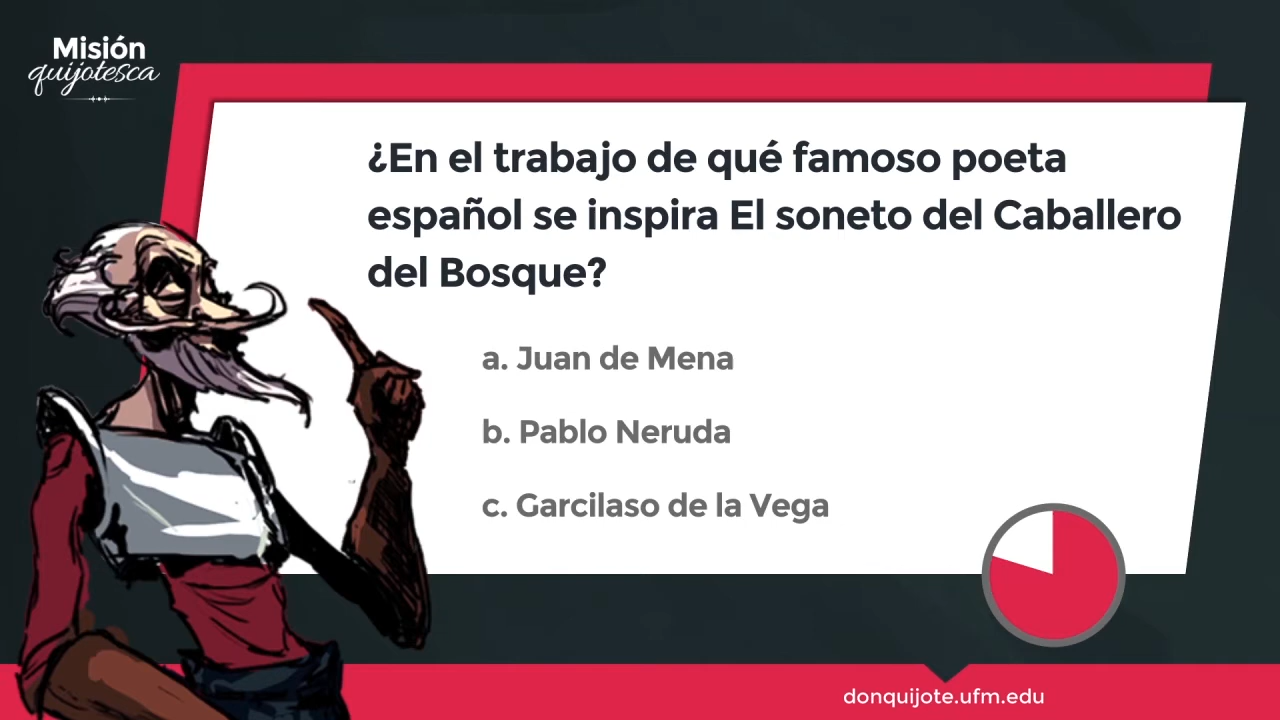 Misión
quijotesca
¿En el trabajo de qué famoso poeta
español se inspira El soneto del Caballero
del Bosque?
a. Juan de Mena
b. Pablo Neruda
c. Garcilaso de la Vega
donquijote.ufm.edu